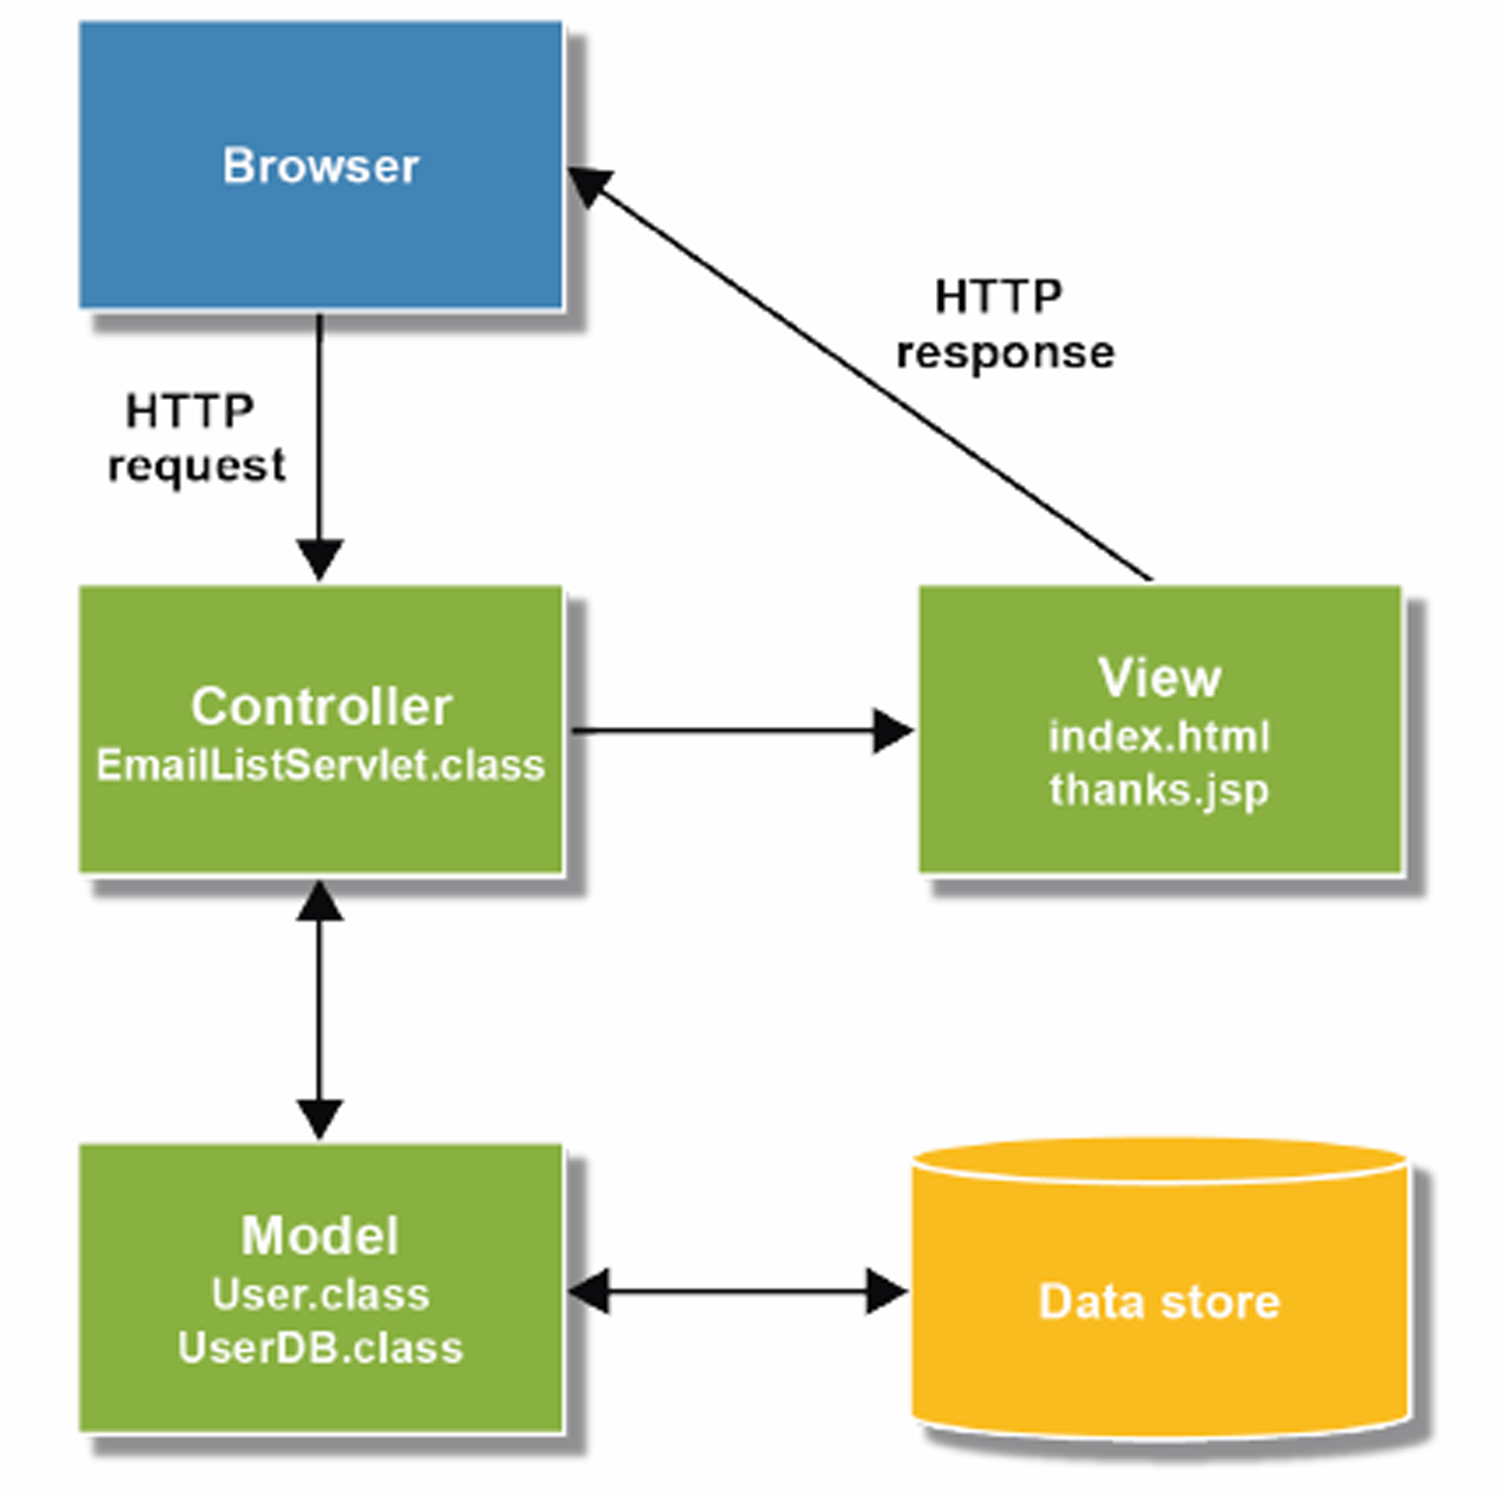 Browser
HTTP
response
HTTP
request
Controller
EmailListServlet.class
View
index.html
thanks.jsp
Model
User.class
UserDB.class
Data store